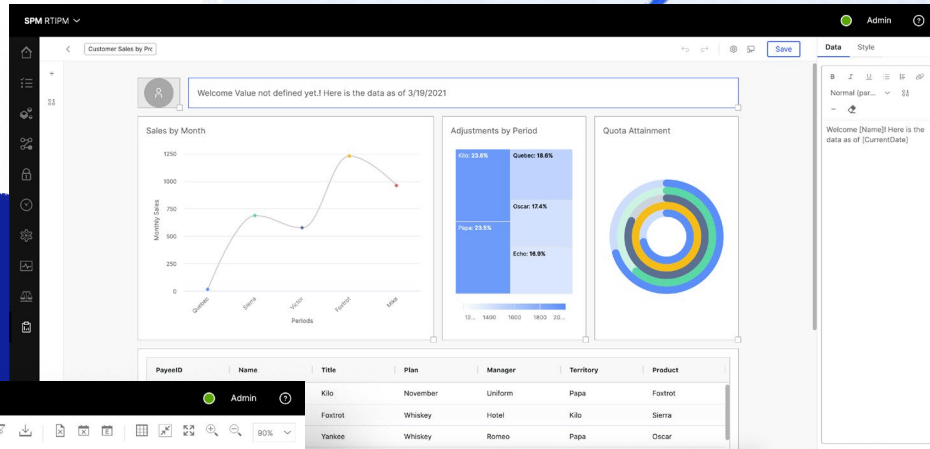 SPM RTIPM
Admin
Customer Sales by Prc
Save
Data Style
B I U
Normal (par...
Welcome Value not defined yet.! Here is the data as of 3/19/2021
Welcome [Name]! Here is the
data as of [CurrentDate]
Sales by Month
1250
1000
750
500
250
0
Monthly Sales
Quebec
Sierra
Victor
Foxtrot
Mike
Periods
Adjustments by Period
Kilo: 23.6%
Quebec: 18.6%
Oscar: 17.4%
Papa: 23.5%
Echo: 16.9%
12... 1400 1600 1800 20...
Quota Attainment
PayeeID Name Title Plan Manager Territory Product
Kilo November Uniform Papa Foxtrot
Foxtrot Whiskey Hotel Kilo Sierra
Yankee Whiskey Romeo Papa Oscar
Admin
90%